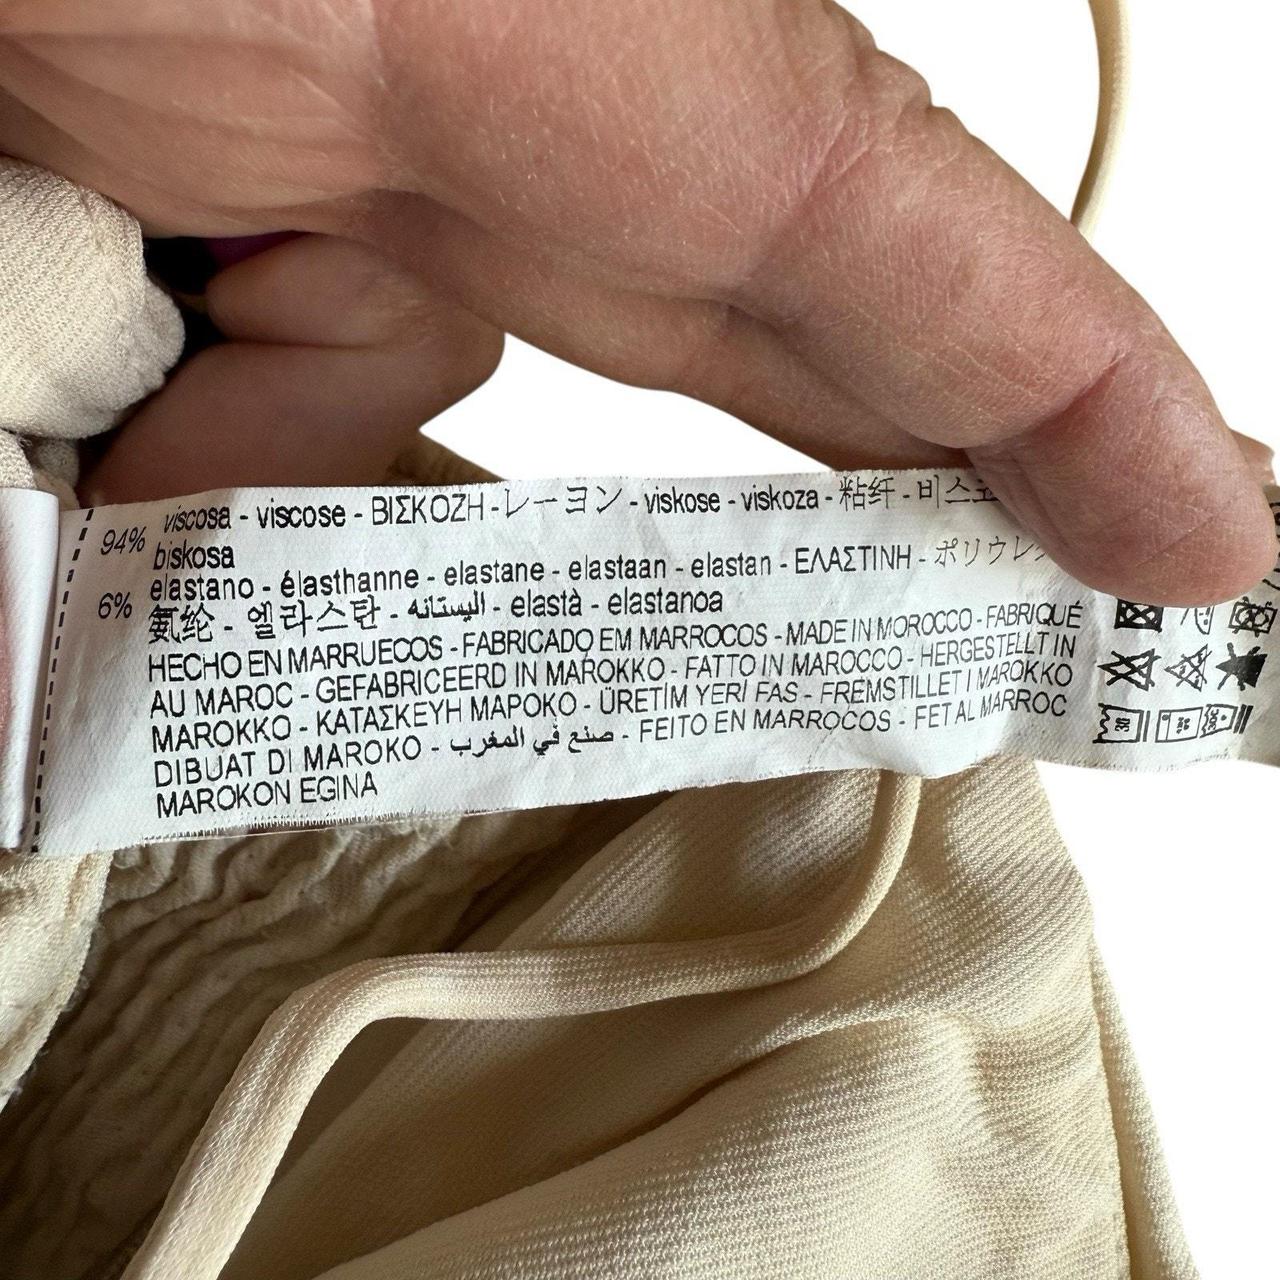 94% viscosa - viscose - ΒΙΣΚΟΖΗ - レーヨン - viskose - viskoza - 粘纤 - 비스코
biskosa
6% elastano - élasthanne - elastane - elastaan - elastan - ΕΛΑΣΤΙΝΗ - ポリウレ
氨纶 - 엘라스탄 - اليستانه - elastà - elastanoa
HECHO EN MARRUECOS - FABRICADO EM MARROCOS - MADE IN MOROCCO - FABRIQUÉ
AU MAROC - GEFABRICEERD IN MAROKKO - FATTO IN MAROCCO - HERGESTELLT IN
MAROKKO - ΚΑΤΑΣΚΕΥΗ ΜΑΡΟΚΟ - ÜRETİM YERİ FAS - FREMSTILLET I MAROKKO
DIBUAT DI MAROKO - صنع في المغرب - FEITO EN MARROCOS - FET AL MARROC
MAROKON EGINA